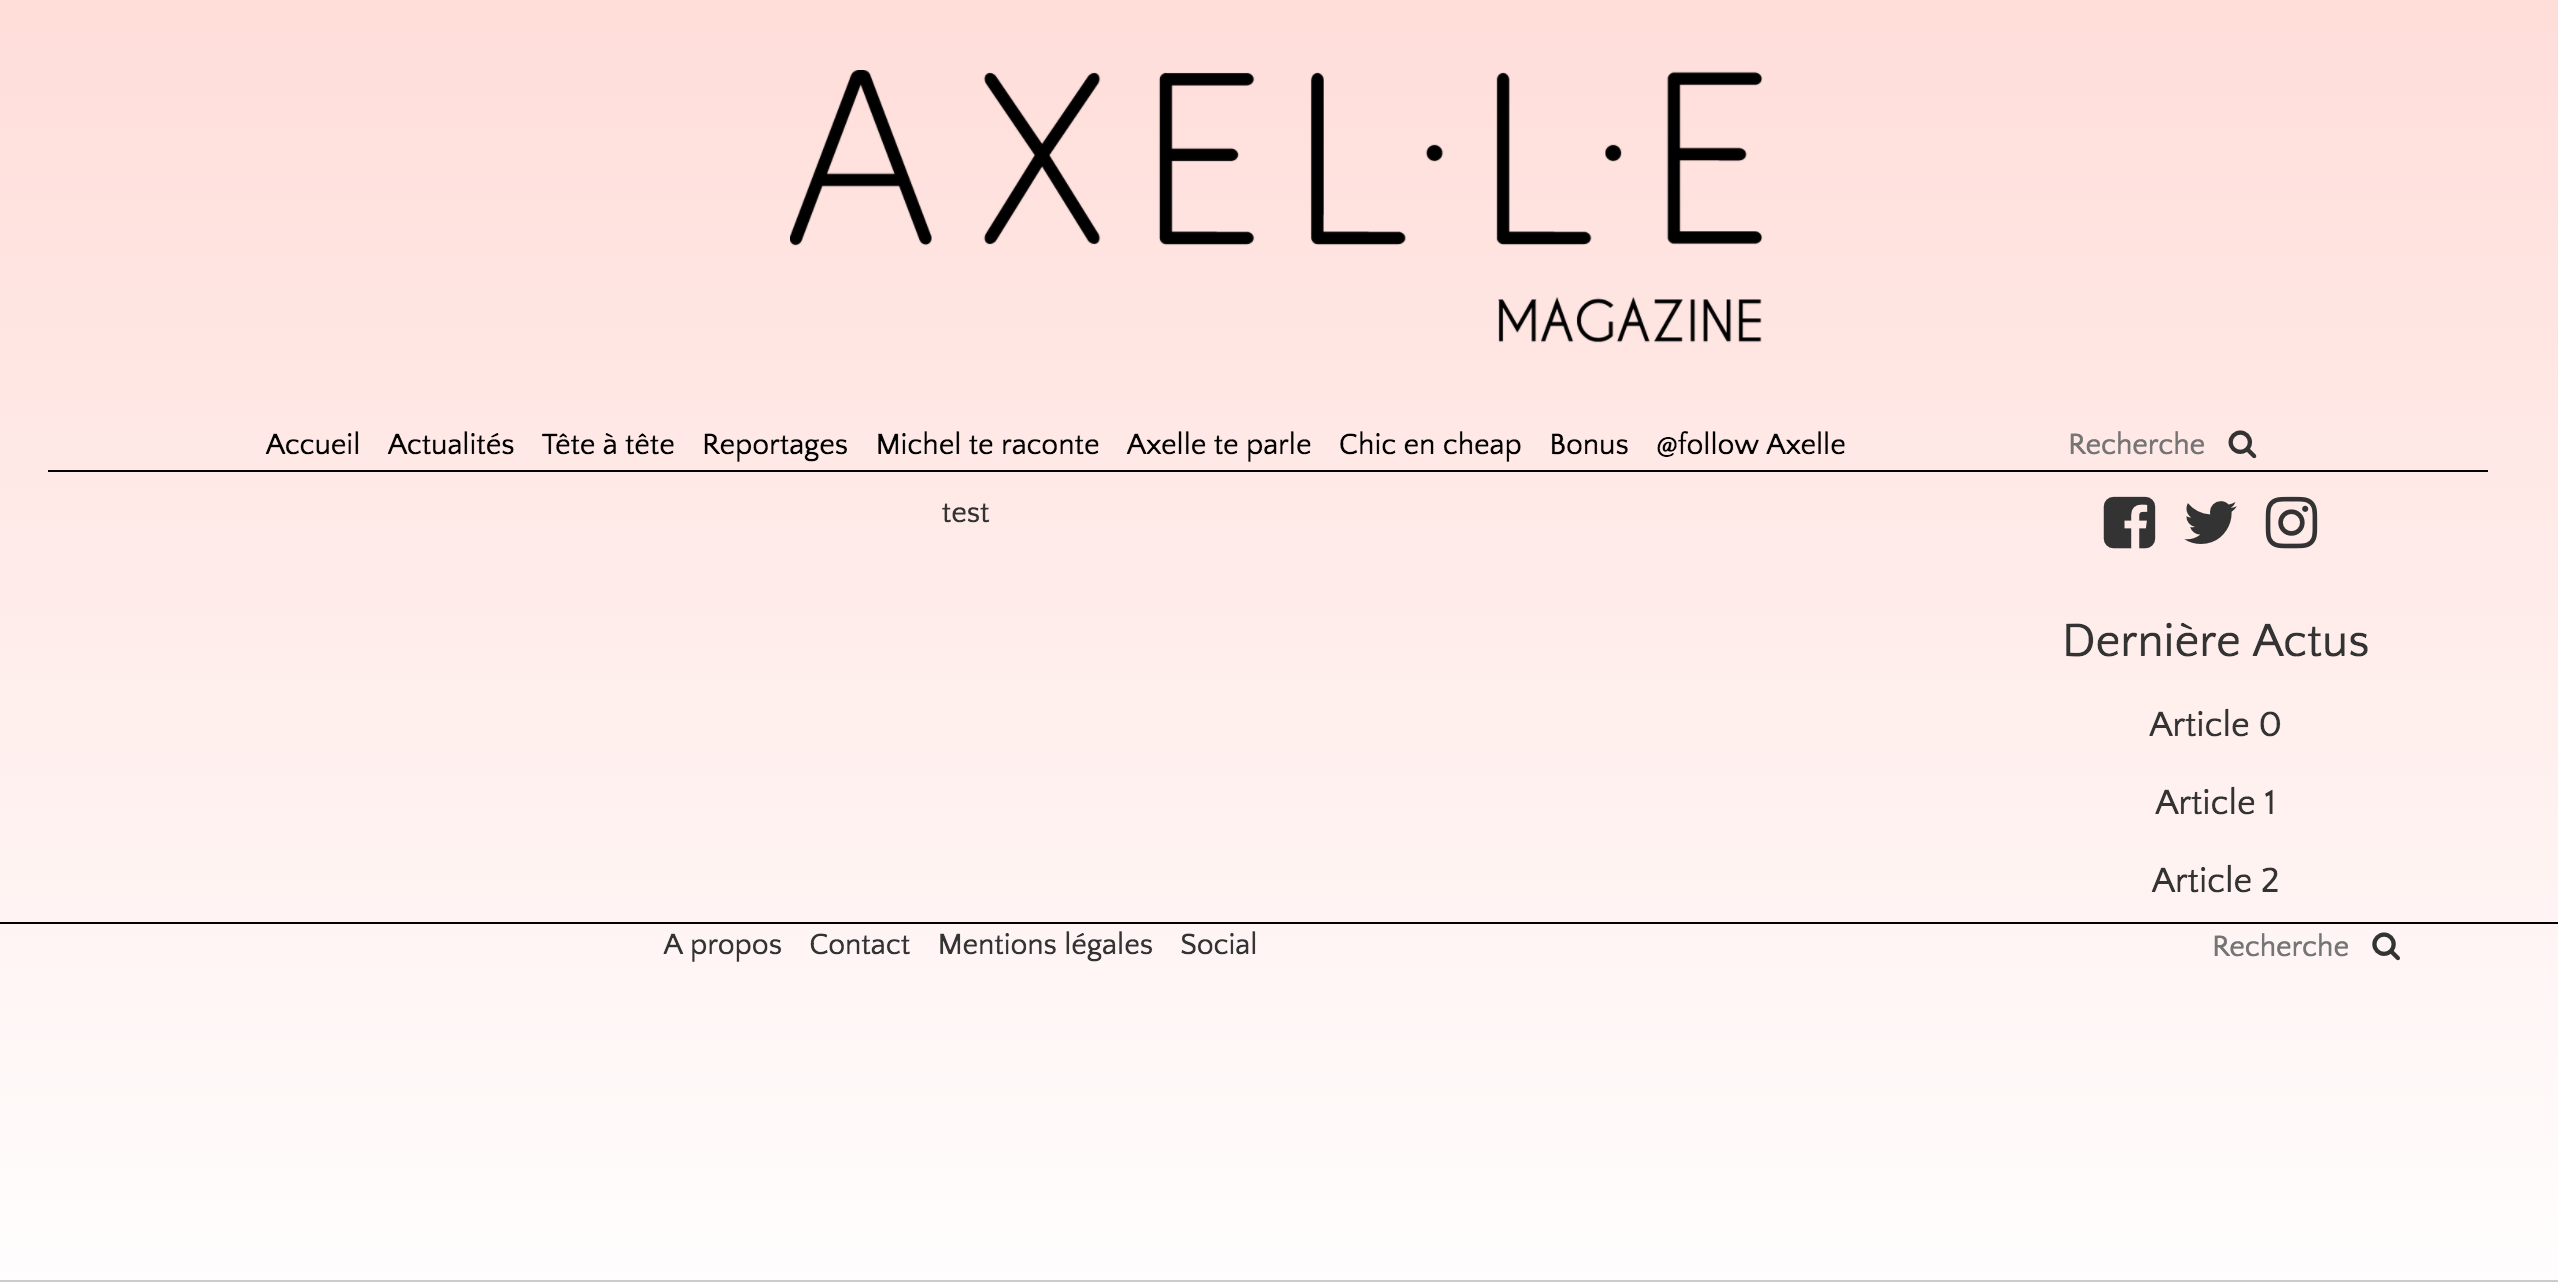 AXEL·L·E
MAGAZINE
Accueil Actualités Tête à tête Reportages Michel te raconte Axelle te parle Chic en cheap Bonus @follow Axelle Recherche
test
Dernière Actus
Article 0
Article 1
Article 2
A propos Contact Mentions légales Social Recherche